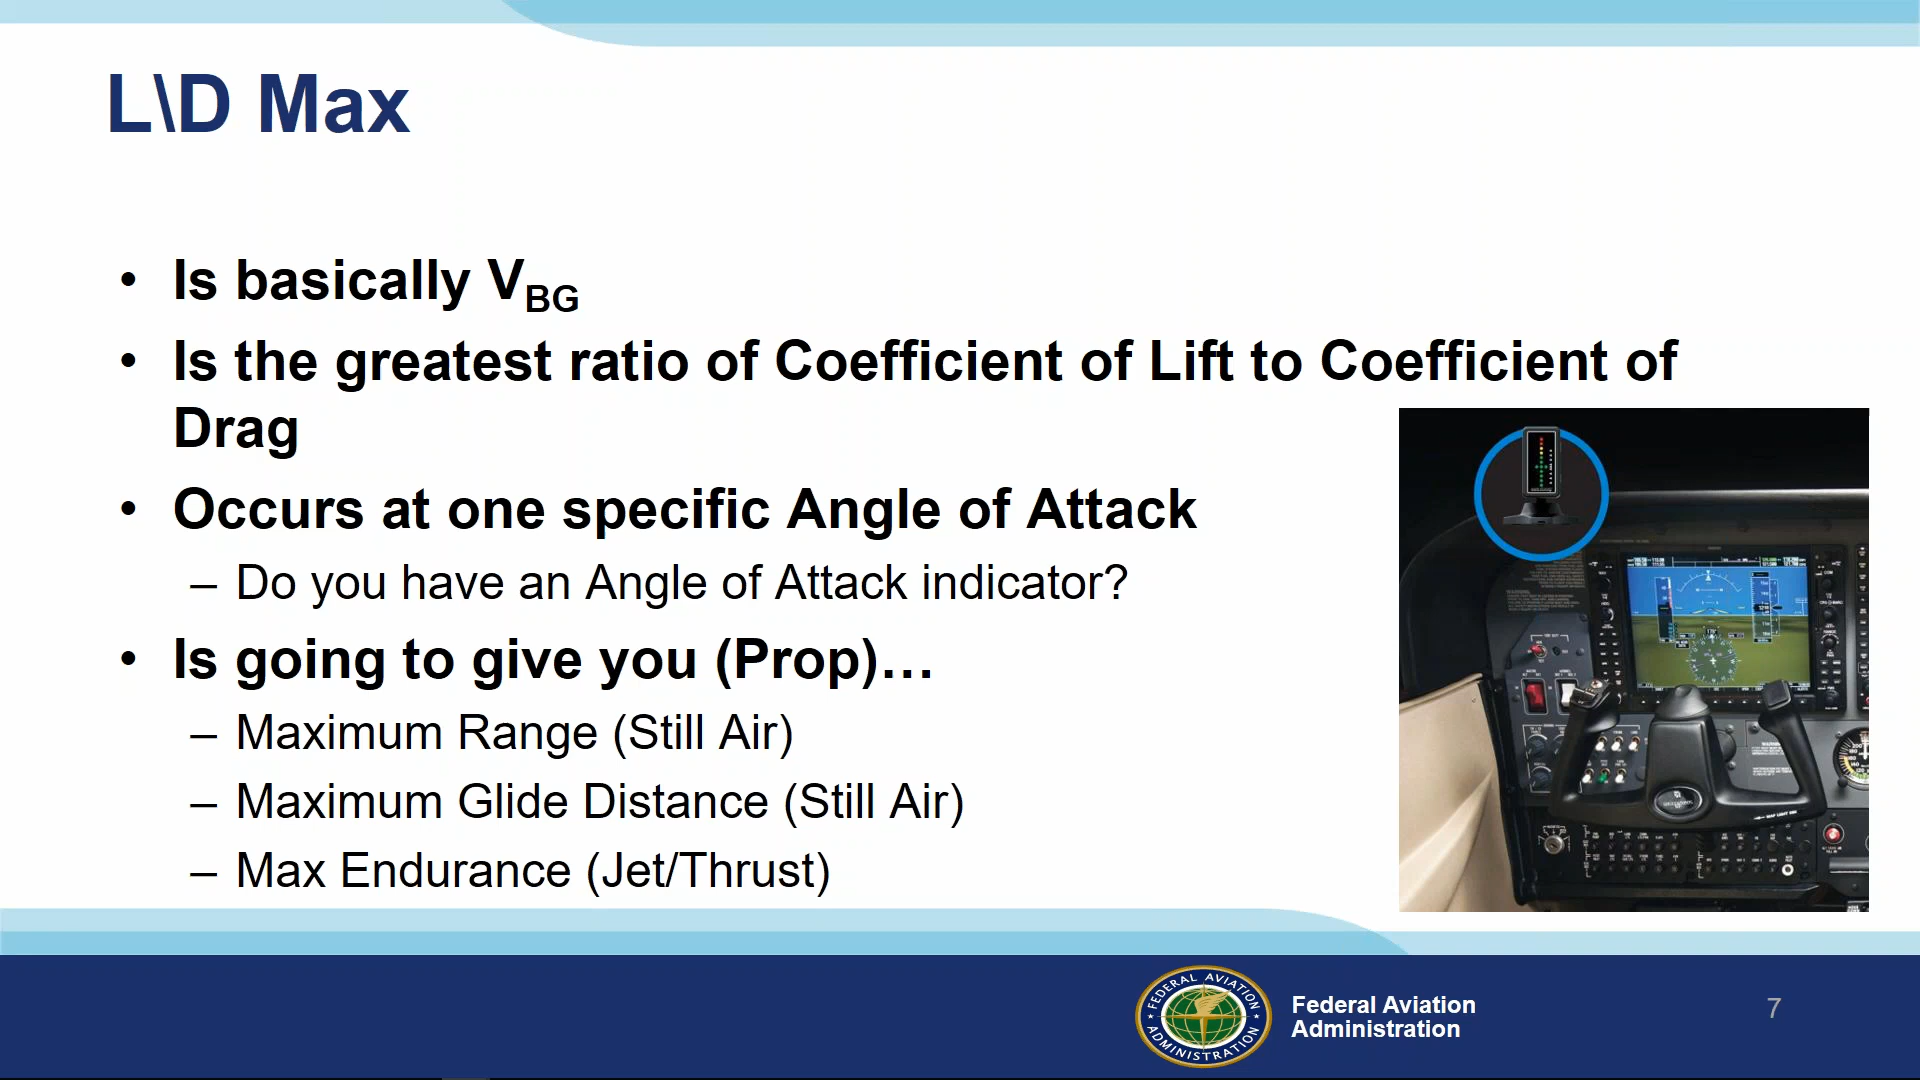 L\D Max
• Is basically VBG
• Is the greatest ratio of Coefficient of Lift to Coefficient of
Drag
• Occurs at one specific Angle of Attack
– Do you have an Angle of Attack indicator?
• Is going to give you (Prop)…
– Maximum Range (Still Air)
– Maximum Glide Distance (Still Air)
– Max Endurance (Jet/Thrust)
FEDERAL AVIATION
ADMINISTRATION
Federal Aviation
Administration
7